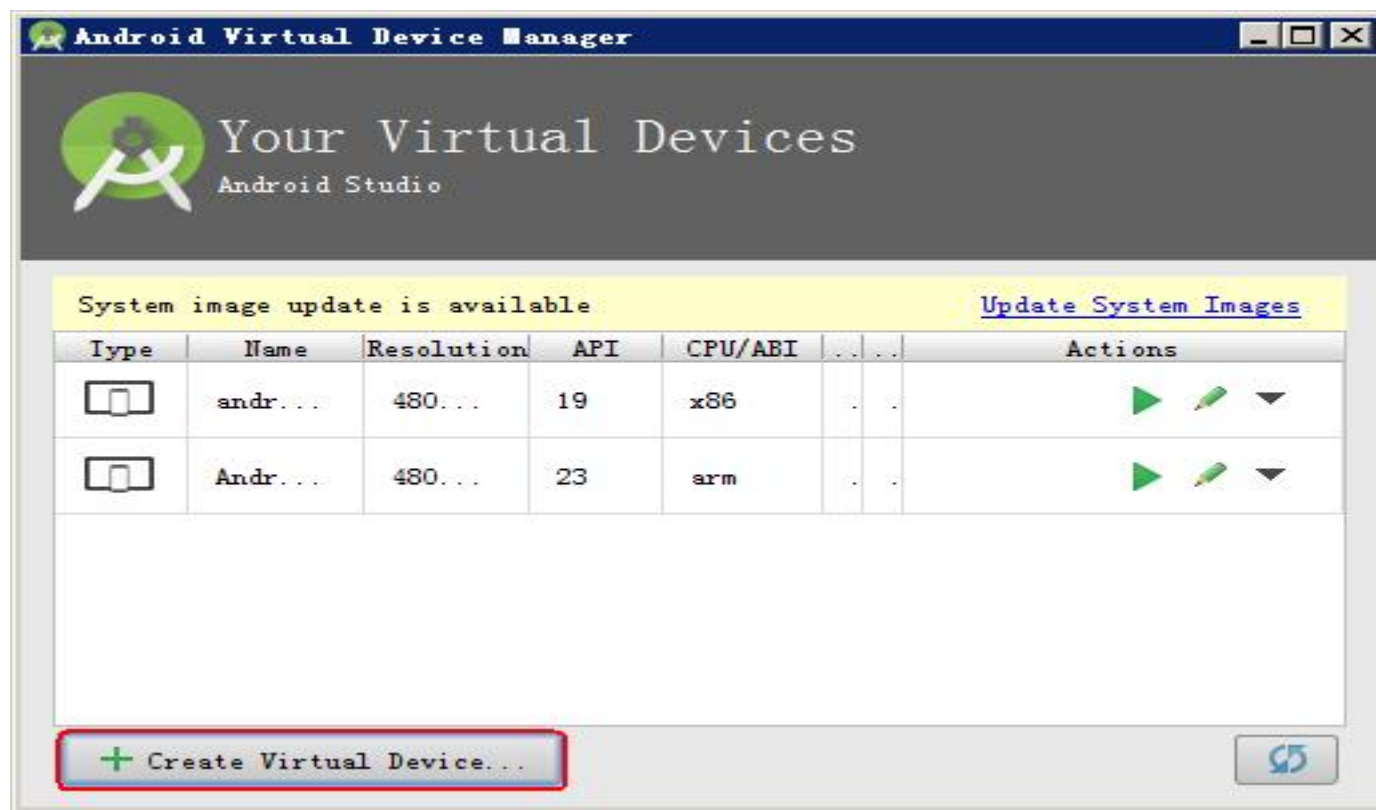 Android Virtual Device Manager
Your Virtual Devices
Android Studio
System image update is available Update System Images
Type Name Resolution API CPU/ABI .. .. Actions
andr... 480... 19 x86 . .
Andr... 480... 23 arm . .
Create Virtual Device...